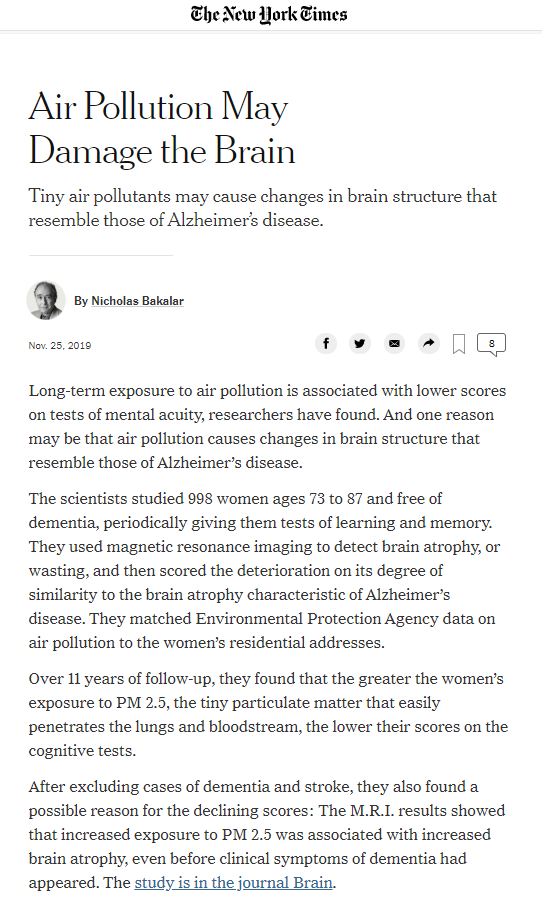 The New York Times
Air Pollution May
Damage the Brain
Tiny air pollutants may cause changes in brain structure that
resemble those of Alzheimer's disease.
By Nicholas Bakalar
Nov. 25, 2019
8
Long-term exposure to air pollution is associated with lower scores
on tests of mental acuity, researchers have found. And one reason
may be that air pollution causes changes in brain structure that
resemble those of Alzheimer's disease.
The scientists studied 998 women ages 73 to 87 and free of
dementia, periodically giving them tests of learning and memory.
They used magnetic resonance imaging to detect brain atrophy, or
wasting, and then scored the deterioration on its degree of
similarity to the brain atrophy characteristic of Alzheimer's
disease. They matched Environmental Protection Agency data on
air pollution to the women's residential addresses.
Over 11 years of follow-up, they found that the greater the women's
exposure to PM 2.5, the tiny particulate matter that easily
penetrates the lungs and bloodstream, the lower their scores on the
cognitive tests.
After excluding cases of dementia and stroke, they also found a
possible reason for the declining scores: The M.R.I. results showed
that increased exposure to PM 2.5 was associated with increased
brain atrophy, even before clinical symptoms of dementia had
appeared. The study is in the journal Brain.